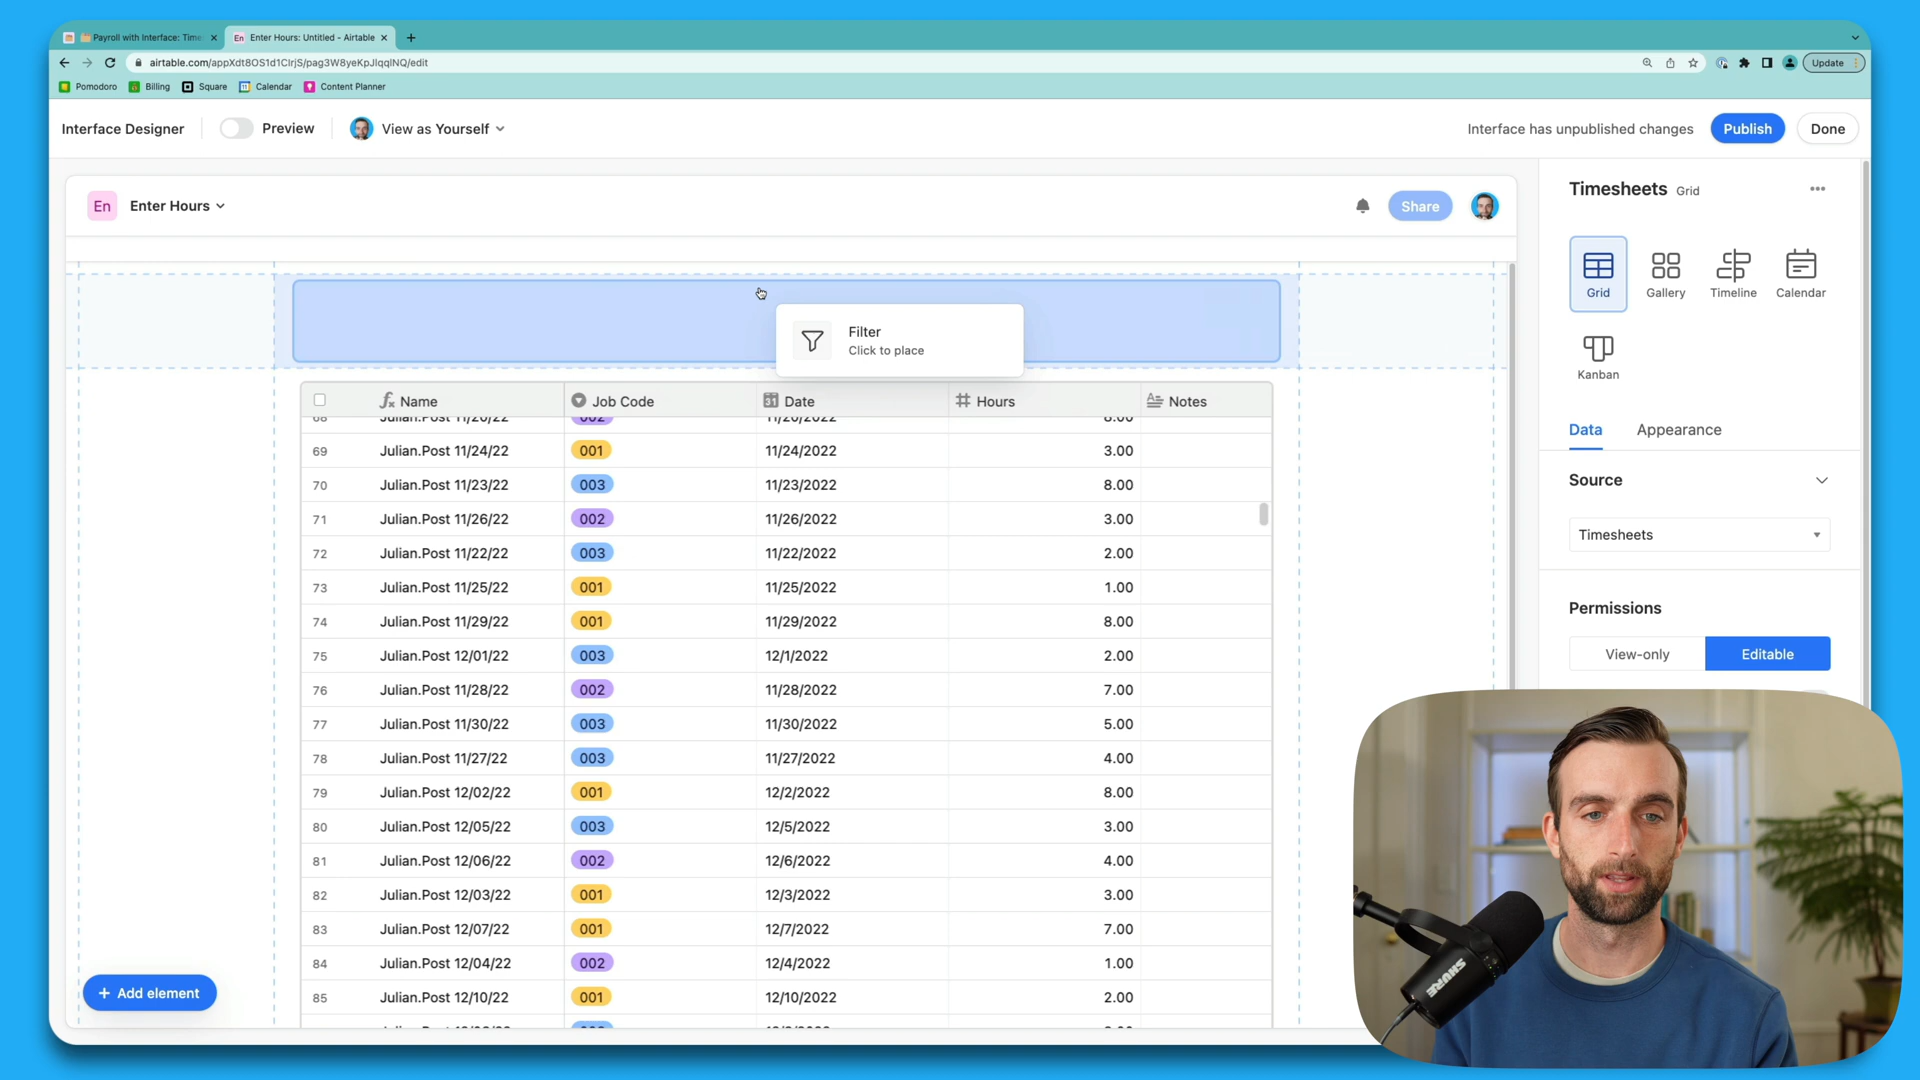 Payroll with Interface: Time
En Enter Hours: Untitled - Airtable
airtable.com/appXdt8OS1d1ClrjS/pag3W8yeKpJlqqlNQ/edit
Update
Pomodoro Billing Square Calendar Content Planner
Interface Designer Preview View as Yourself Interface has unpublished changes Publish Done
En Enter Hours Share
Timesheets Grid
Grid Gallery Timeline Calendar
Kanban
Filter
Click to place
Name Job Code Date Hours Notes
69 Julian.Post 11/24/22 001 11/24/2022 3.00
70 Julian.Post 11/23/22 003 11/23/2022 8.00
71 Julian.Post 11/26/22 002 11/26/2022 3.00
72 Julian.Post 11/22/22 003 11/22/2022 2.00
73 Julian.Post 11/25/22 001 11/25/2022 1.00
74 Julian.Post 11/29/22 001 11/29/2022 8.00
75 Julian.Post 12/01/22 003 12/1/2022 2.00
76 Julian.Post 11/28/22 002 11/28/2022 7.00
77 Julian.Post 11/30/22 003 11/30/2022 5.00
78 Julian.Post 11/27/22 003 11/27/2022 4.00
79 Julian.Post 12/02/22 001 12/2/2022 8.00
80 Julian.Post 12/05/22 003 12/5/2022 3.00
81 Julian.Post 12/06/22 002 12/6/2022 4.00
82 Julian.Post 12/03/22 001 12/3/2022 3.00
83 Julian.Post 12/07/22 001 12/7/2022 7.00
84 Julian.Post 12/04/22 002 12/4/2022 1.00
85 Julian.Post 12/10/22 001 12/10/2022 2.00
Data Appearance
Source
Timesheets
Permissions
View-only Editable
+ Add element
SHURE